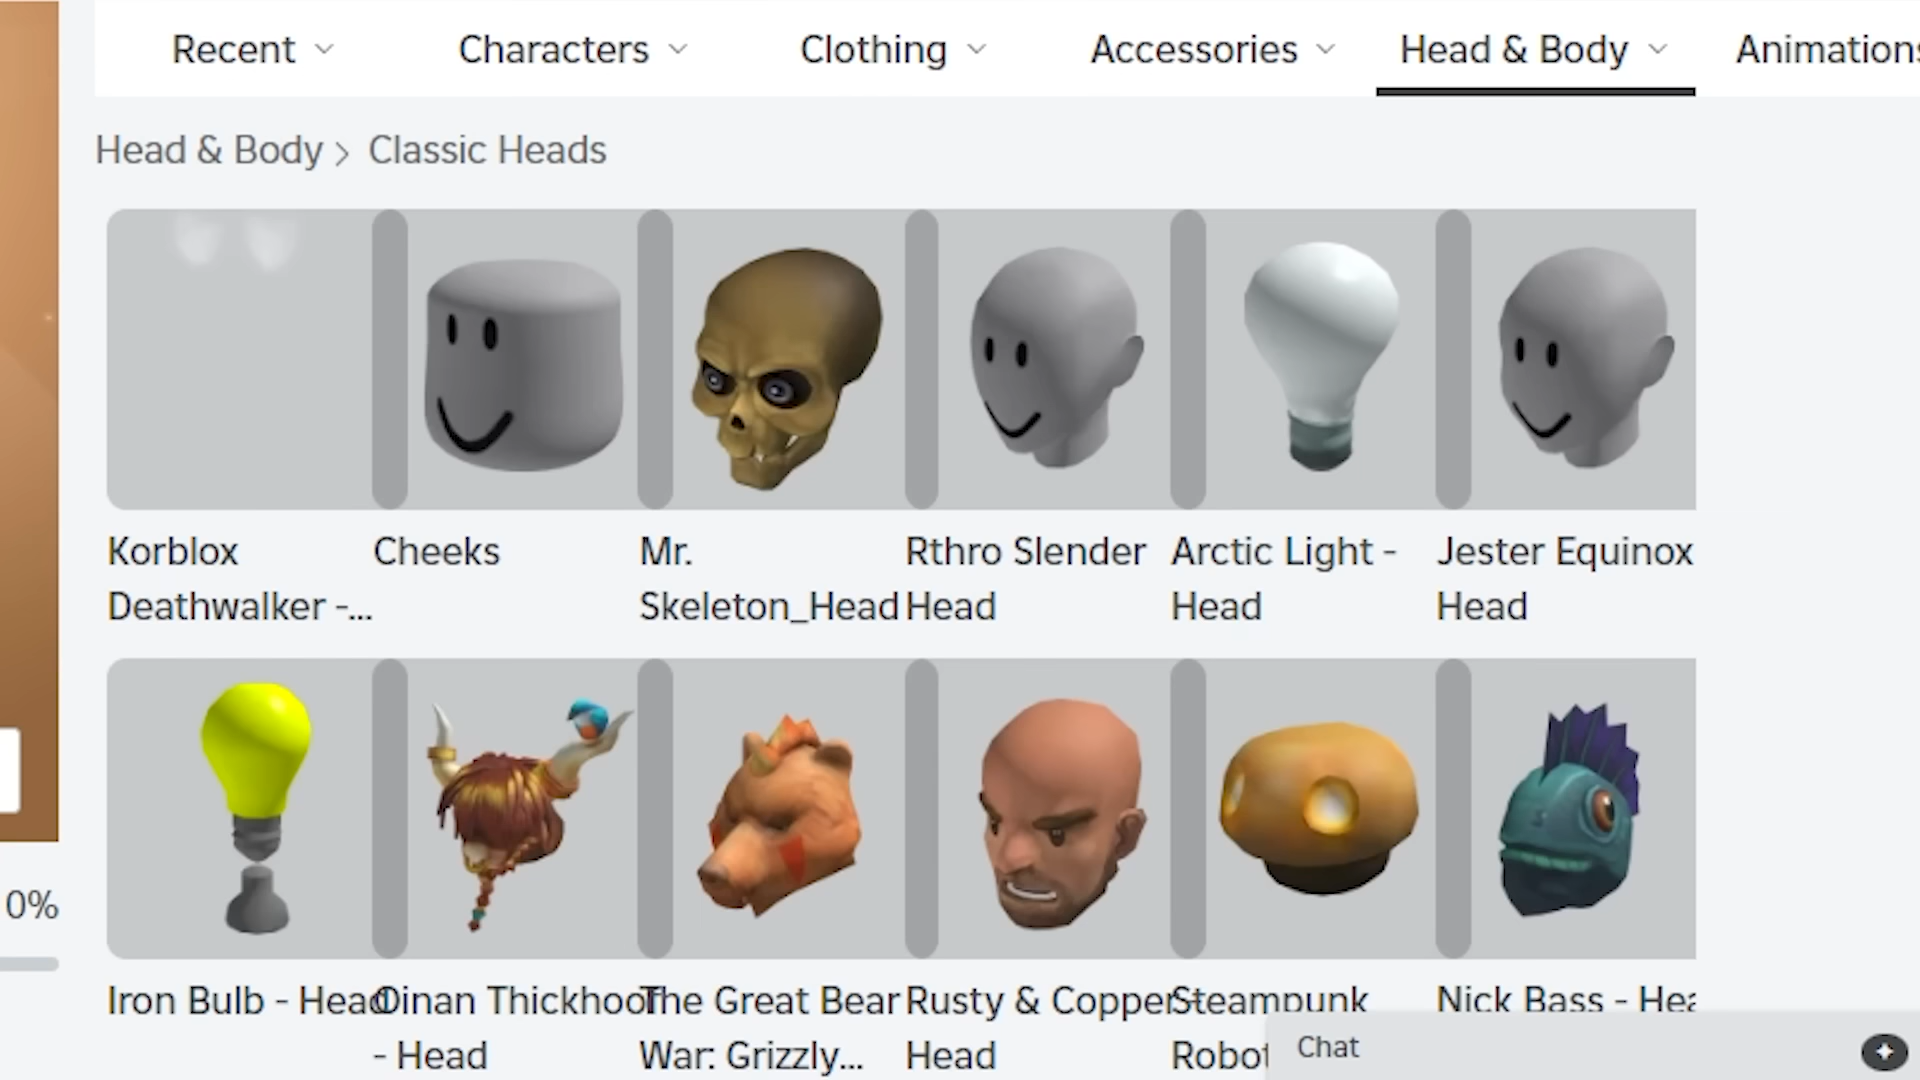 Recent
Characters
Clothing
Accessories
Head & Body
Animations
Head & Body > Classic Heads
Korblox
Deathwalker -...
Cheeks
Mr.
Skeleton_Head
Rthro Slender
Head
Arctic Light -
Head
Jester Equinox
Head
Iron Bulb - Head
Oinan Thickhoof
- Head
The Great Bear
War: Grizzly...
Rusty & Copper -
Head
Steampunk
Robot
Nick Bass - Hea
0%
Chat